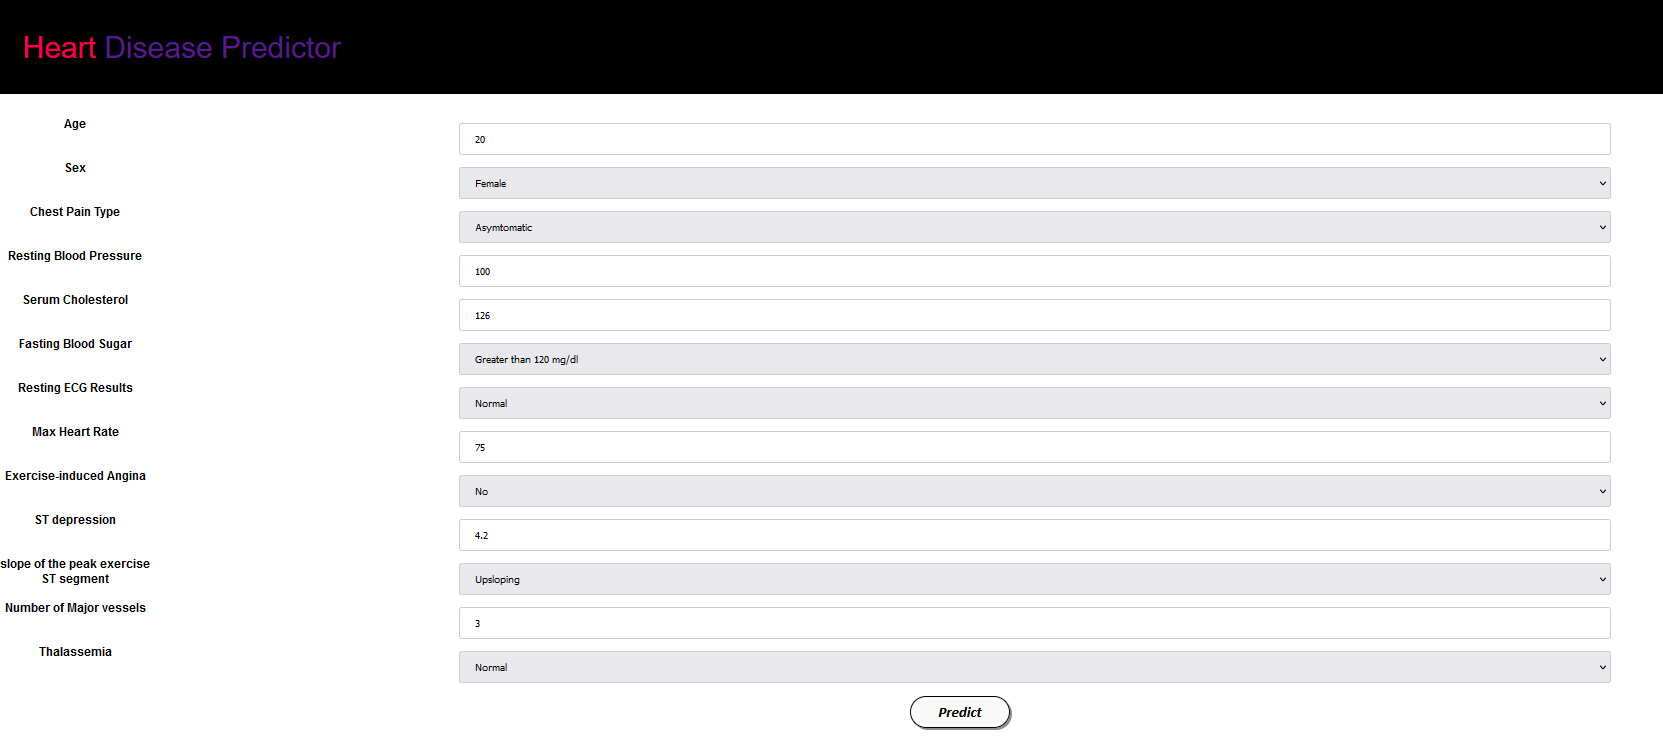 Heart Disease Predictor
Age
20
Sex
Female
Chest Pain Type
Asymtomatic
Resting Blood Pressure
100
Serum Cholesterol
126
Fasting Blood Sugar
Greater than 120 mg/dl
Resting ECG Results
Normal
Max Heart Rate
75
Exercise-induced Angina
No
ST depression
4.2
slope of the peak exercise
ST segment
Upsloping
Number of Major vessels
3
Thalassemia
Normal
Predict